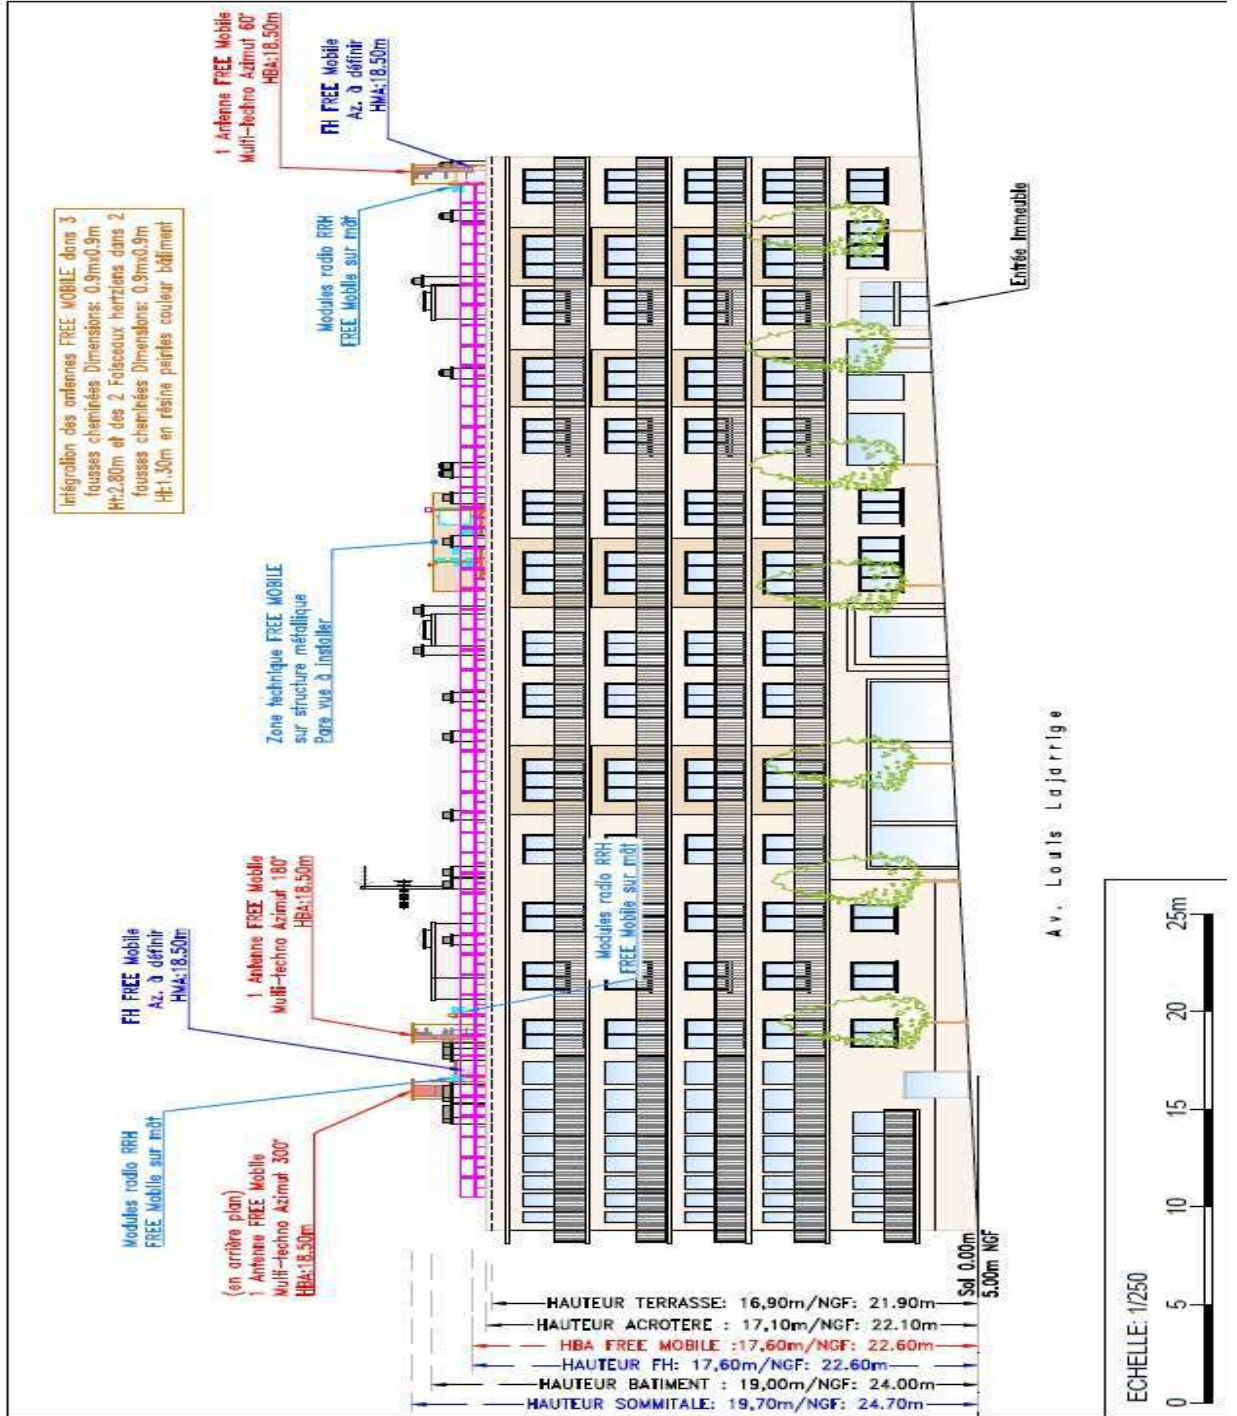 Intégration des antennes FREE MOBILE dans 3
fausses cheminées Dimensions: 0.9mx0.9m
Ht:2.80m et des 2 Faisceaux hertziens dans 2
fausses cheminées Dimensions: 0.9mx0.9m
Ht:1.30m en résine peintes couleur bâtiment
1 Antenne FREE Mobile
Multi-techno Azimut 60°
HBA:18.50m
FH FREE Mobile
Az. à définir
HMA:18.50m
Modules radio RRH
FREE Mobile sur mât
Zone technique FREE MOBILE
sur structure métallique
Pare vue à installer
FH FREE Mobile
Az. à définir
HMA:18.50m
1 Antenne FREE Mobile
Multi-techno Azimut 180°
HBA:18.50m
Modules radio RRH
FREE Mobile sur mât
(en arrière plan)
1 Antenne FREE Mobile
Multi-techno Azimut 300°
HBA:18.50m
Modules radio RRH
FREE Mobile sur mât
Entrée Immeuble
Av. Louis Lajarrige
Sol 0.00m
5.00m NGF
HAUTEUR TERRASSE: 16,90m/NGF: 21.90m
HAUTEUR ACROTERE : 17,10m/NGF: 22.10m
HBA FREE MOBILE :17,60m/NGF: 22.60m
HAUTEUR FH: 17,60m/NGF: 22.60m
HAUTEUR BATIMENT : 19,00m/NGF: 24.00m
HAUTEUR SOMMITALE: 19,70m/NGF: 24.70m
ECHELLE: 1/250
0 5 10 15 20 25m